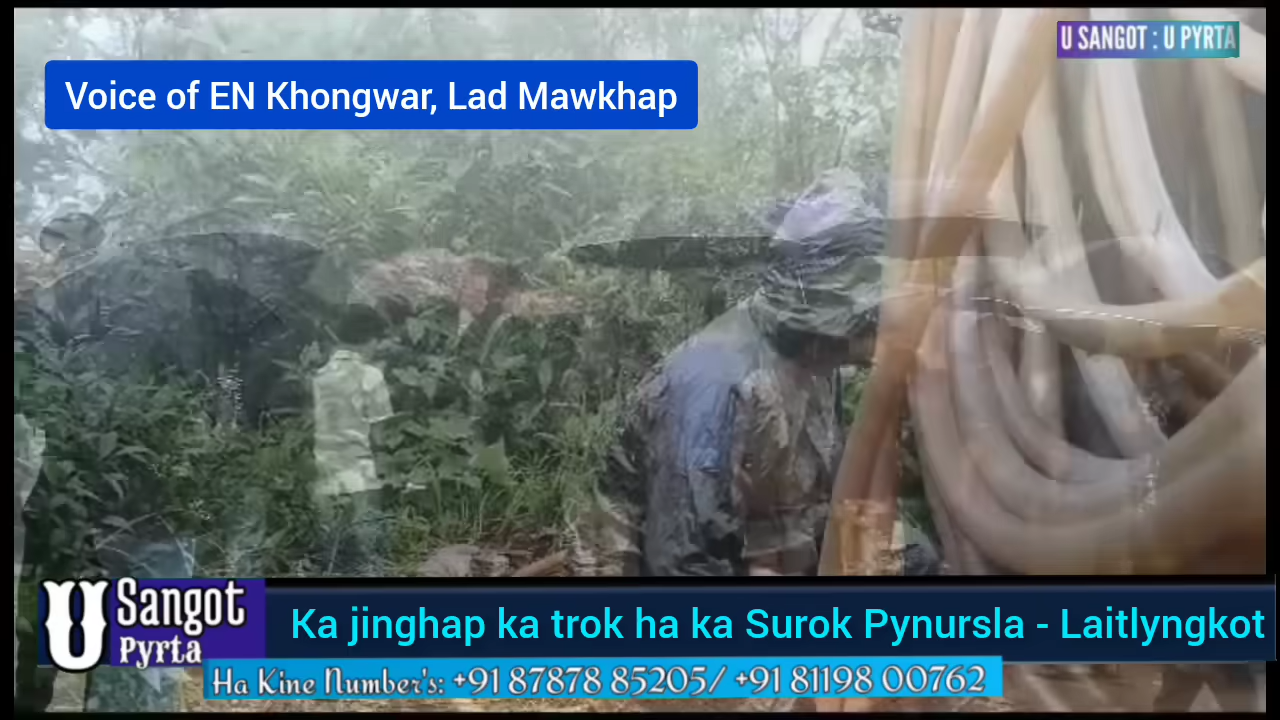 U SANGOT : U PYRTA
Voice of EN Khongwar, Lad Mawkhap
U Sangot Pyrta
Ka jinghap ka trok ha ka Surok Pynursla - Laitlyngkot
Ha Kine Number's: +91 87878 85205/ +91 81198 00762